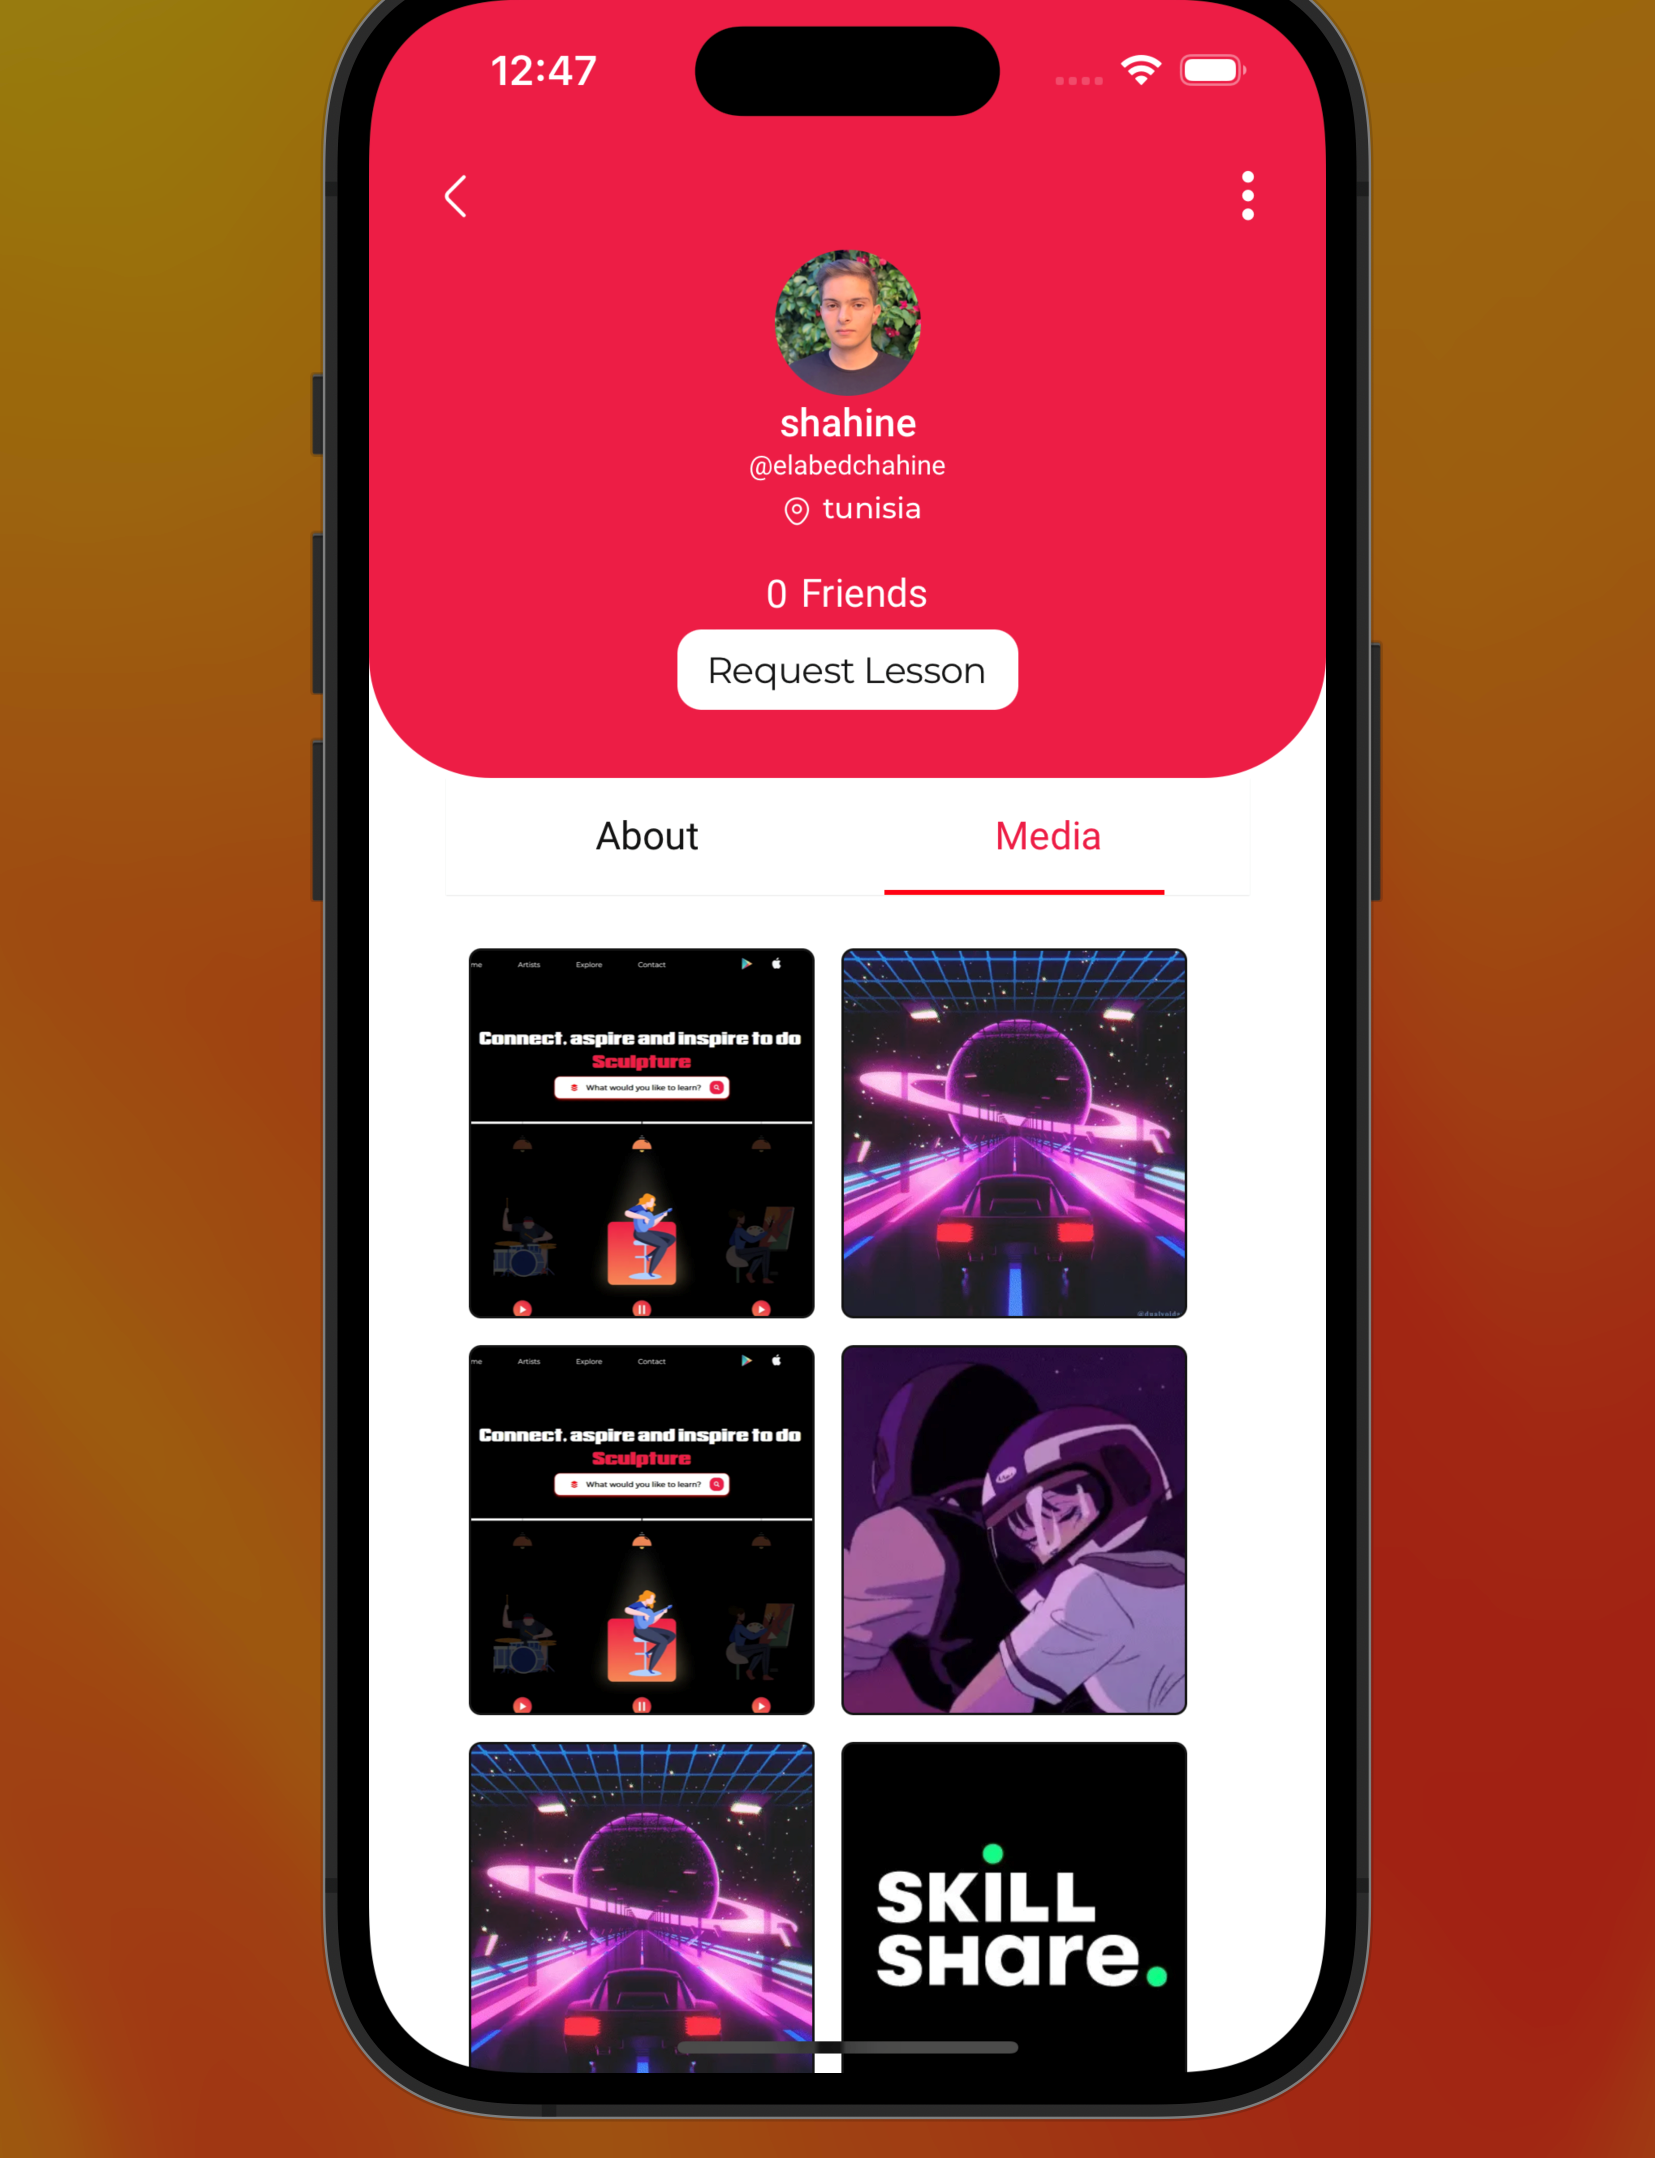 12:47
shahine
@elabedchahine
tunisia
0 Friends
Request Lesson
About
Media
me Artists Explore Contact
Connect. aspire and inspire to do
Sculpture
What would you like to learn?
me Artists Explore Contact
Connect. aspire and inspire to do
Sculpture
What would you like to learn?
SKiLL
SHare.